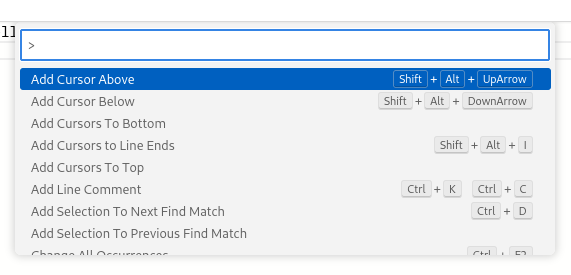 ll
>
Add Cursor Above Shift + Alt + UpArrow
Add Cursor Below Shift + Alt + DownArrow
Add Cursors To Bottom
Add Cursors to Line Ends Shift + Alt + I
Add Cursors To Top
Add Line Comment Ctrl + K Ctrl + C
Add Selection To Next Find Match Ctrl + D
Add Selection To Previous Find Match
Change All Occurrences Ctrl + F2